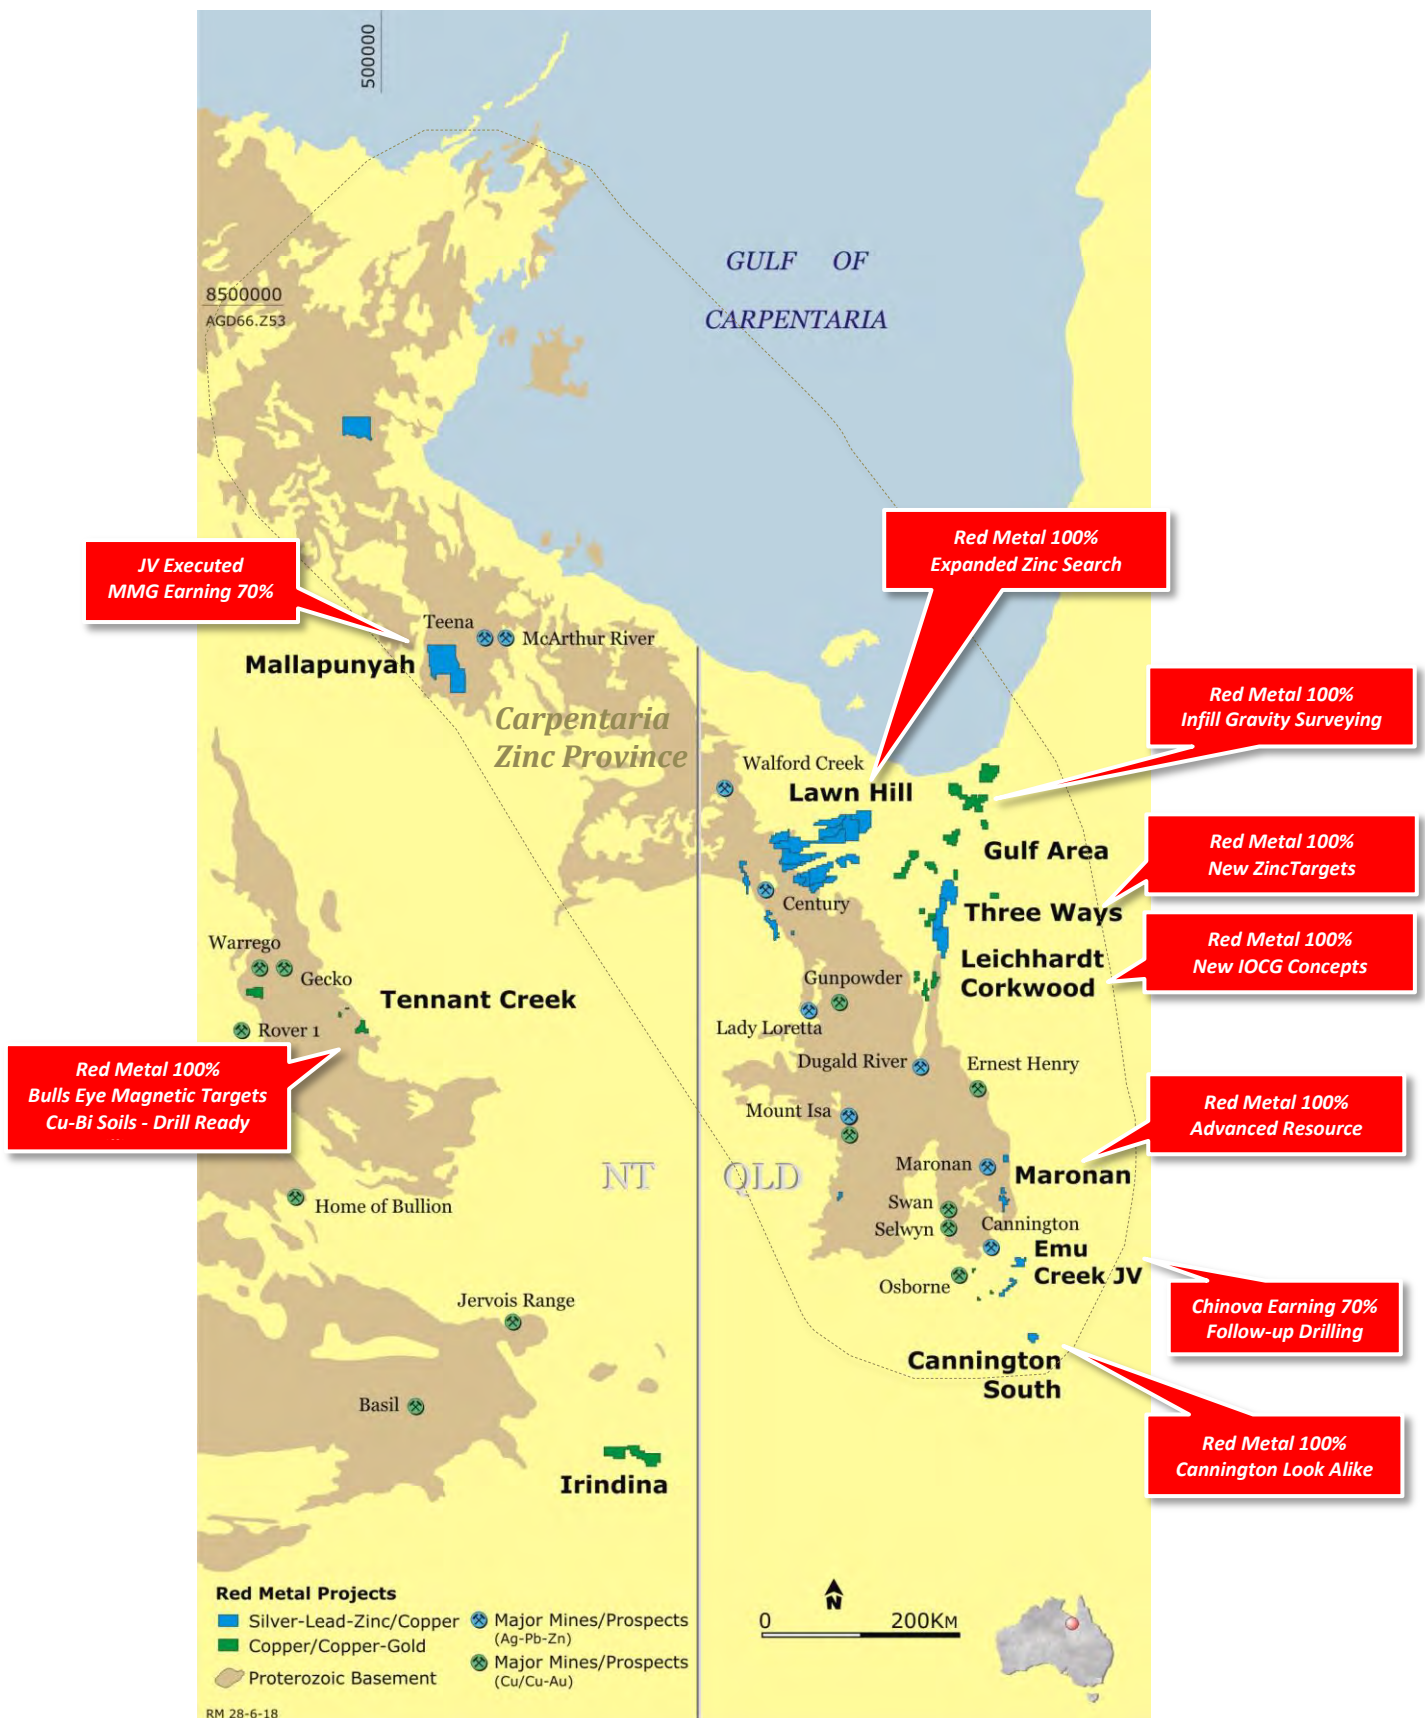 500000
GULF OF
CARPENTARIA
8500000
AGD66.Z53
Red Metal 100%
Expanded Zinc Search
JV Executed
MMG Earning 70%
Teena
McArthur River
Mallapunyah
Carpentaria
Zinc Province
Red Metal 100%
Infill Gravity Surveying
Walford Creek
Lawn Hill
Gulf Area
Red Metal 100%
New ZincTargets
Century
Three Ways
Warrego
Gecko
Leichhardt
Corkwood
Red Metal 100%
New IOCG Concepts
Gunpowder
Tennant Creek
Lady Loretta
Rover 1
Dugald River
Ernest Henry
Red Metal 100%
Bulls Eye Magnetic Targets
Cu-Bi Soils - Drill Ready
Mount Isa
Red Metal 100%
Advanced Resource
Maronan
Maronan
NT
QLD
Home of Bullion
Swan
Selwyn
Cannington
Emu
Creek JV
Osborne
Jervois Range
Chinova Earning 70%
Follow-up Drilling
Cannington
South
Basil
Red Metal 100%
Cannington Look Alike
Irindina
Red Metal Projects
Silver-Lead-Zinc/Copper
Copper/Copper-Gold
Proterozoic Basement
Major Mines/Prospects
(Ag-Pb-Zn)
Major Mines/Prospects
(Cu/Cu-Au)
N
0 200KM
RM 28-6-18